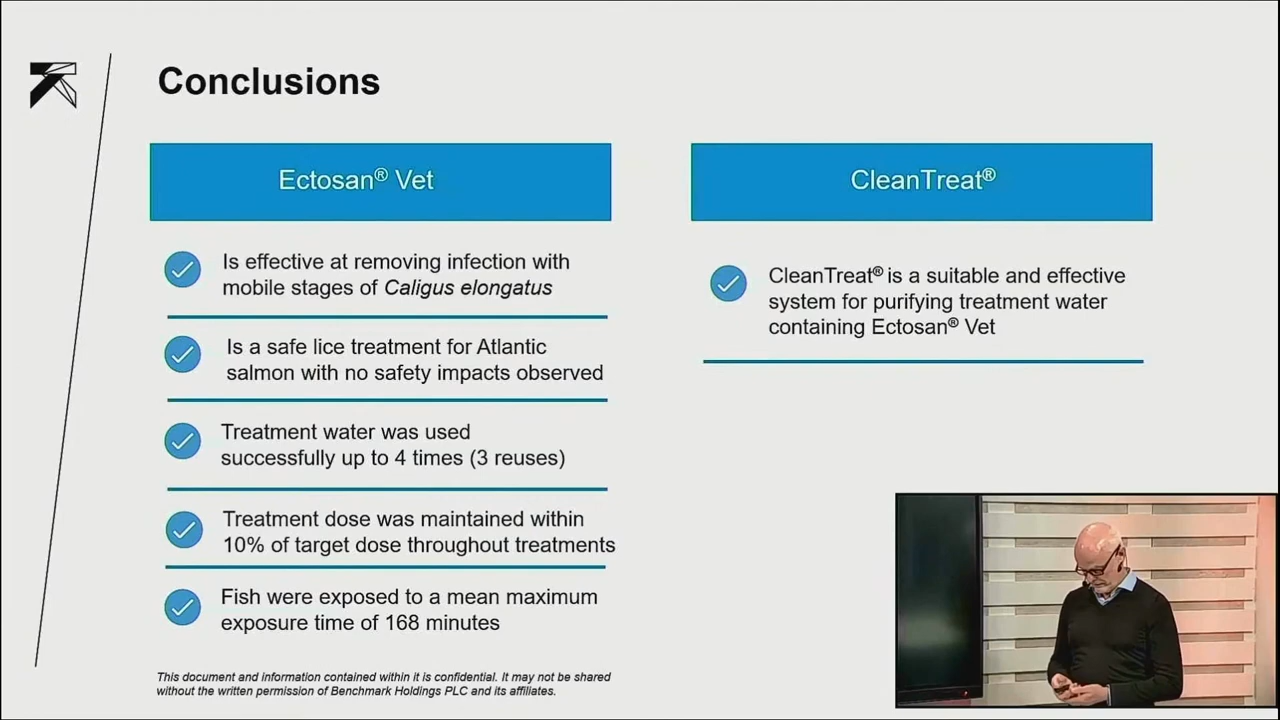 Conclusions
Ectosan® Vet
Is effective at removing infection with
mobile stages of Caligus elongatus
Is a safe lice treatment for Atlantic
salmon with no safety impacts observed
Treatment water was used
successfully up to 4 times (3 reuses)
Treatment dose was maintained within
10% of target dose throughout treatments
Fish were exposed to a mean maximum
exposure time of 168 minutes
CleanTreat®
CleanTreat® is a suitable and effective
system for purifying treatment water
containing Ectosan® Vet
This document and information contained within it is confidential. It may not be shared
without the written permission of Benchmark Holdings PLC and its affiliates.